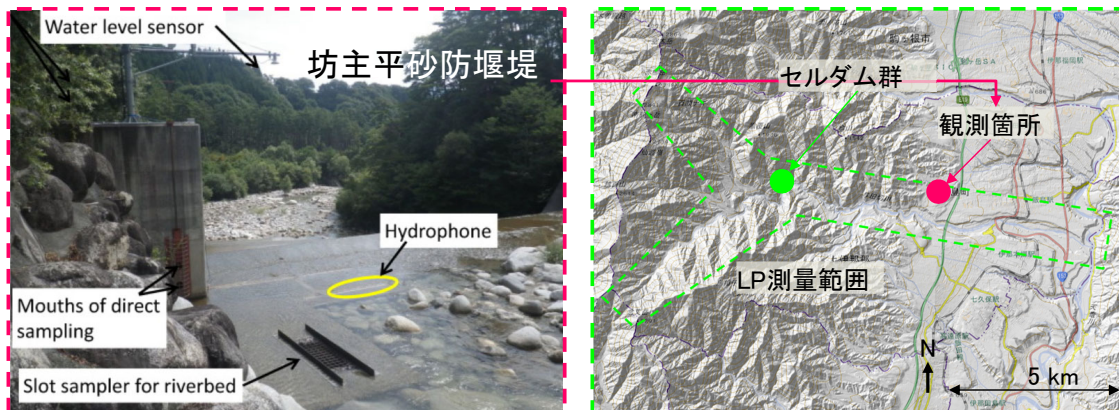 Water level sensor
坊主平砂防堰堤
Hydrophone
Mouths of direct
sampling
Slot sampler for riverbed
セルダム群
観測箇所
LP測量範囲
N
5 km